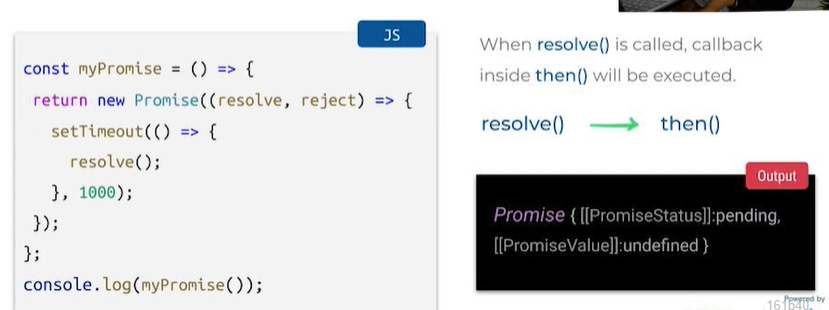 JS
const myPromise = () => {
return new Promise((resolve, reject) => {
setTimeout(() => {
resolve();
}, 1000);
});
};
console.log(myPromise());
When resolve() is called, callback
inside then() will be executed.
resolve() → then()
Output
Promise { [[PromiseStatus]]:pending,
[[PromiseValue]]:undefined }
Powered by